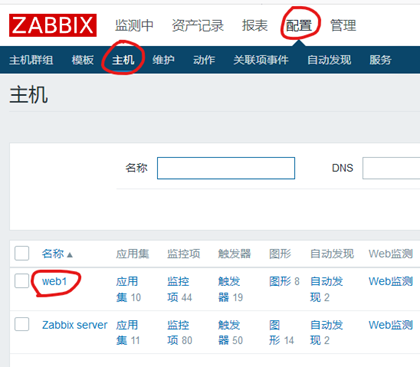 ZABBIX 监测中 资产记录 报表 配置 管理
主机群组 模板 主机 维护 动作 关联项事件 自动发现 服务
主机
名称 DNS
名称 应用集 监控项 触发器 图形 自动发现 Web监测
web1 应用集 10 监控项 44 触发器 19 图形 8 自动发现 2 Web监测
Zabbix server 应用集 11 监控项 80 触发器 50 图形 14 自动发现 2 Web监测